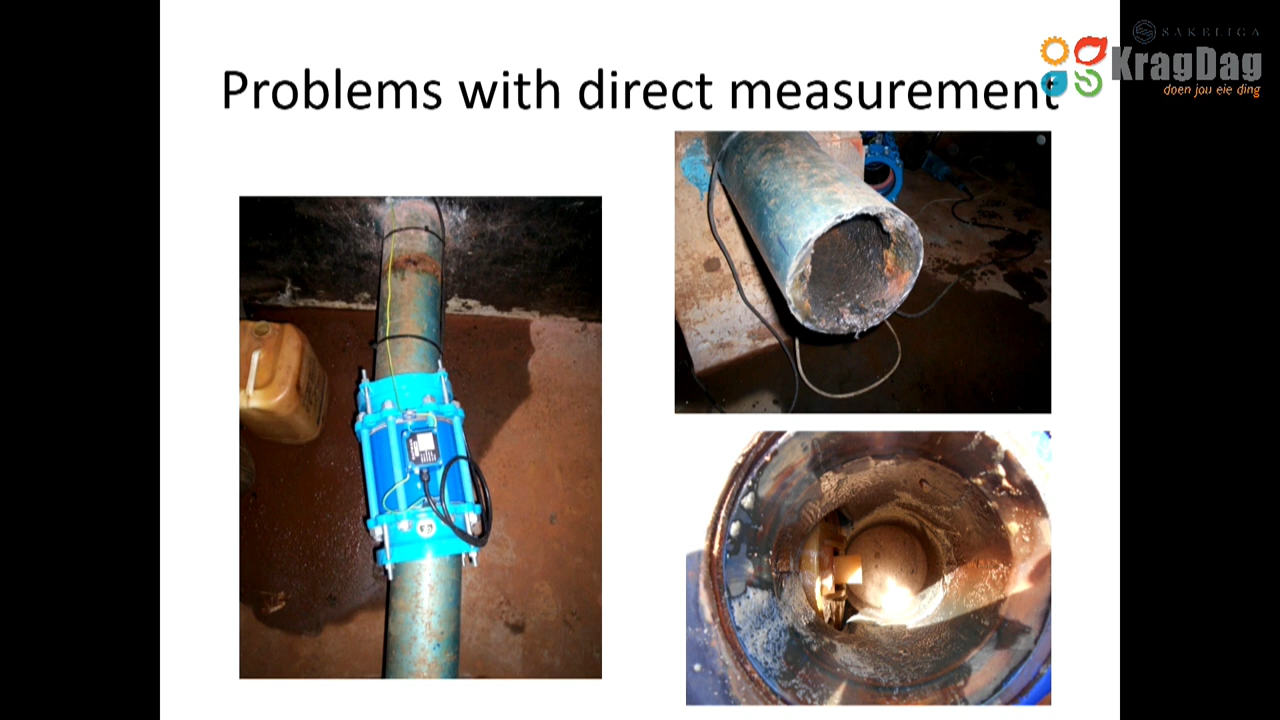 SAKELIGA
KragDag
doen jou eie ding
Problems with direct measurement